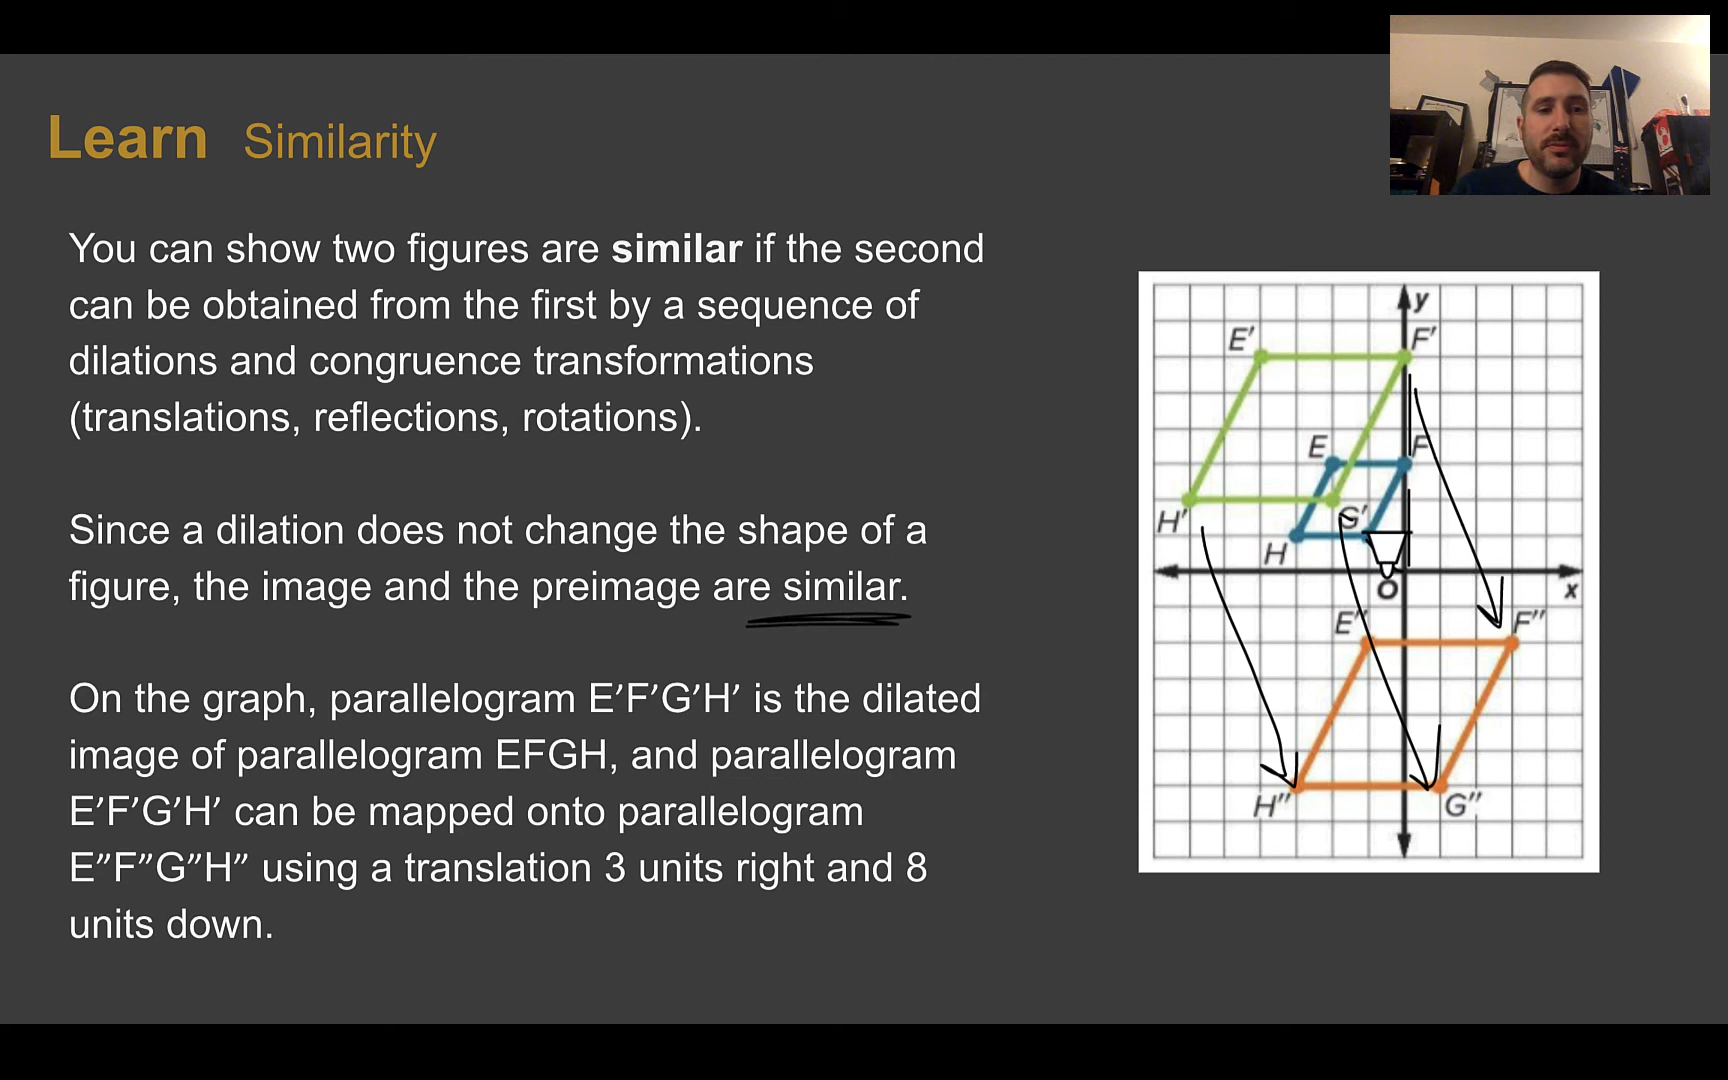 Learn Similarity
You can show two figures are similar if the second
can be obtained from the first by a sequence of
dilations and congruence transformations
(translations, reflections, rotations).
Since a dilation does not change the shape of a
figure, the image and the preimage are similar.
On the graph, parallelogram E′F′G′H′ is the dilated
image of parallelogram EFGH, and parallelogram
E′F′G′H′ can be mapped onto parallelogram
E″F″G″H″ using a translation 3 units right and 8
units down.
y
E′ F′
E F
H′ G′
H
O x
E″ F″
H″ G″